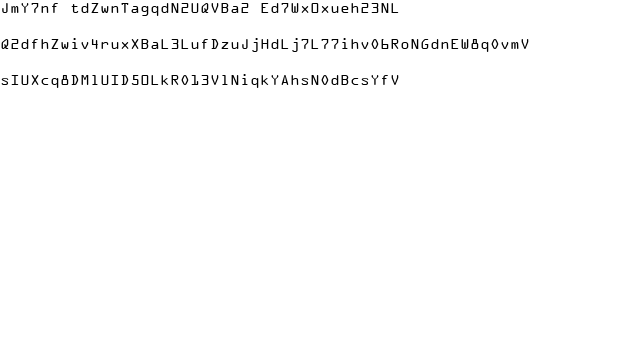 JmY7nf tdZwnTagqdN2UQVBa2 Ed7WxOxueh23NL
Q2dfhZwiv4ruxXBaL3LufDzuJjHdLj7L77ihv06RoNGdnEW8q0vmV
sIUXcq8DMlUID5OLkR013VlNiqkYAhsN0dBcsYfV